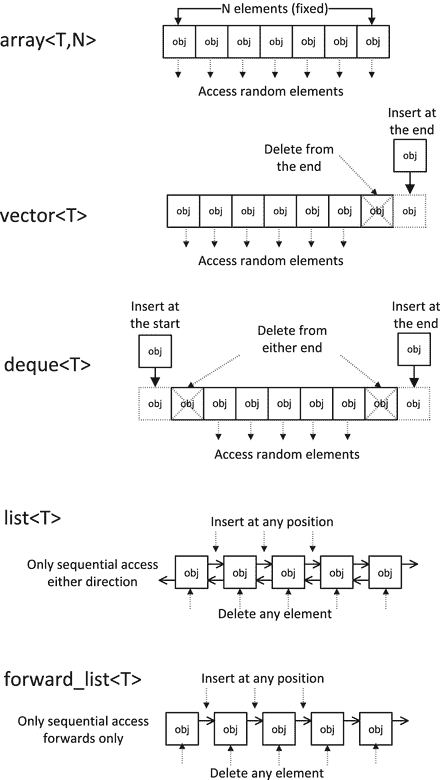 N elements (fixed)
array<T,N>
obj obj obj obj obj obj obj
Access random elements
Insert at
the end
Delete from
the end
obj
vector<T>
obj obj obj obj obj obj obj obj
Access random elements
Insert at
the start
Insert at
the end
Delete from
either end
obj
obj
deque<T>
obj obj obj obj obj obj obj obj obj
Access random elements
list<T>
Insert at any position
Only sequential access
either direction
obj obj obj obj obj
Delete any element
forward_list<T>
Insert at any position
Only sequential access
forwards only
obj obj obj obj obj
Delete any element